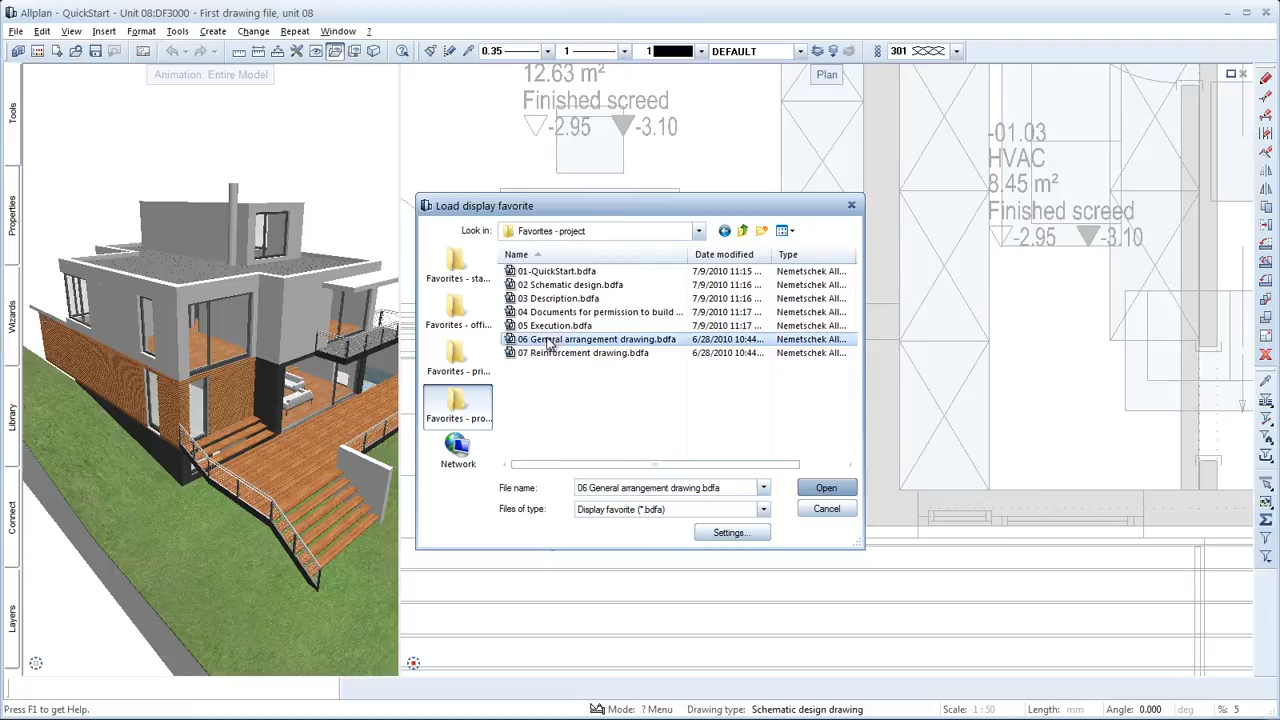 Allplan - QuickStart - Unit 08:DF3000 - First drawing file, unit 08
File Edit View Insert Format Tools Create Change Repeat Window ?
0.35 1 1 DEFAULT 301
Animation: Entire Model
Plan
12.63 m²
Finished screed
-2.95 -3.10
-01.03
HVAC
8.45 m²
Finished screed
-2.95 -3.10
Tools
Properties
Wizards
Library
Connect
Layers
Load display favorite
Look in: Favorites - project
Favorites - sta...
Favorites - offi...
Favorites - pri...
Favorites - pro...
Network
Name Date modified Type
01-QuickStart.bdfa 7/9/2010 11:15 ... Nemetschek All...
02 Schematic design.bdfa 7/9/2010 11:16 ... Nemetschek All...
03 Description.bdfa 7/9/2010 11:16 ... Nemetschek All...
04 Documents for permission to build ... 7/9/2010 11:17 ... Nemetschek All...
05 Execution.bdfa 7/9/2010 11:17 ... Nemetschek All...
06 General arrangement drawing.bdfa 6/28/2010 10:44... Nemetschek All...
07 Reinforcement drawing.bdfa 6/28/2010 10:44... Nemetschek All...
File name: 06 General arrangement drawing.bdfa Open
Files of type: Display favorite (*.bdfa) Cancel
Settings...
Press F1 to get Help.
Mode: ? Menu Drawing type: Schematic design drawing Scale: 1 : 50 Length: mm Angle: 0.000 deg %: 5